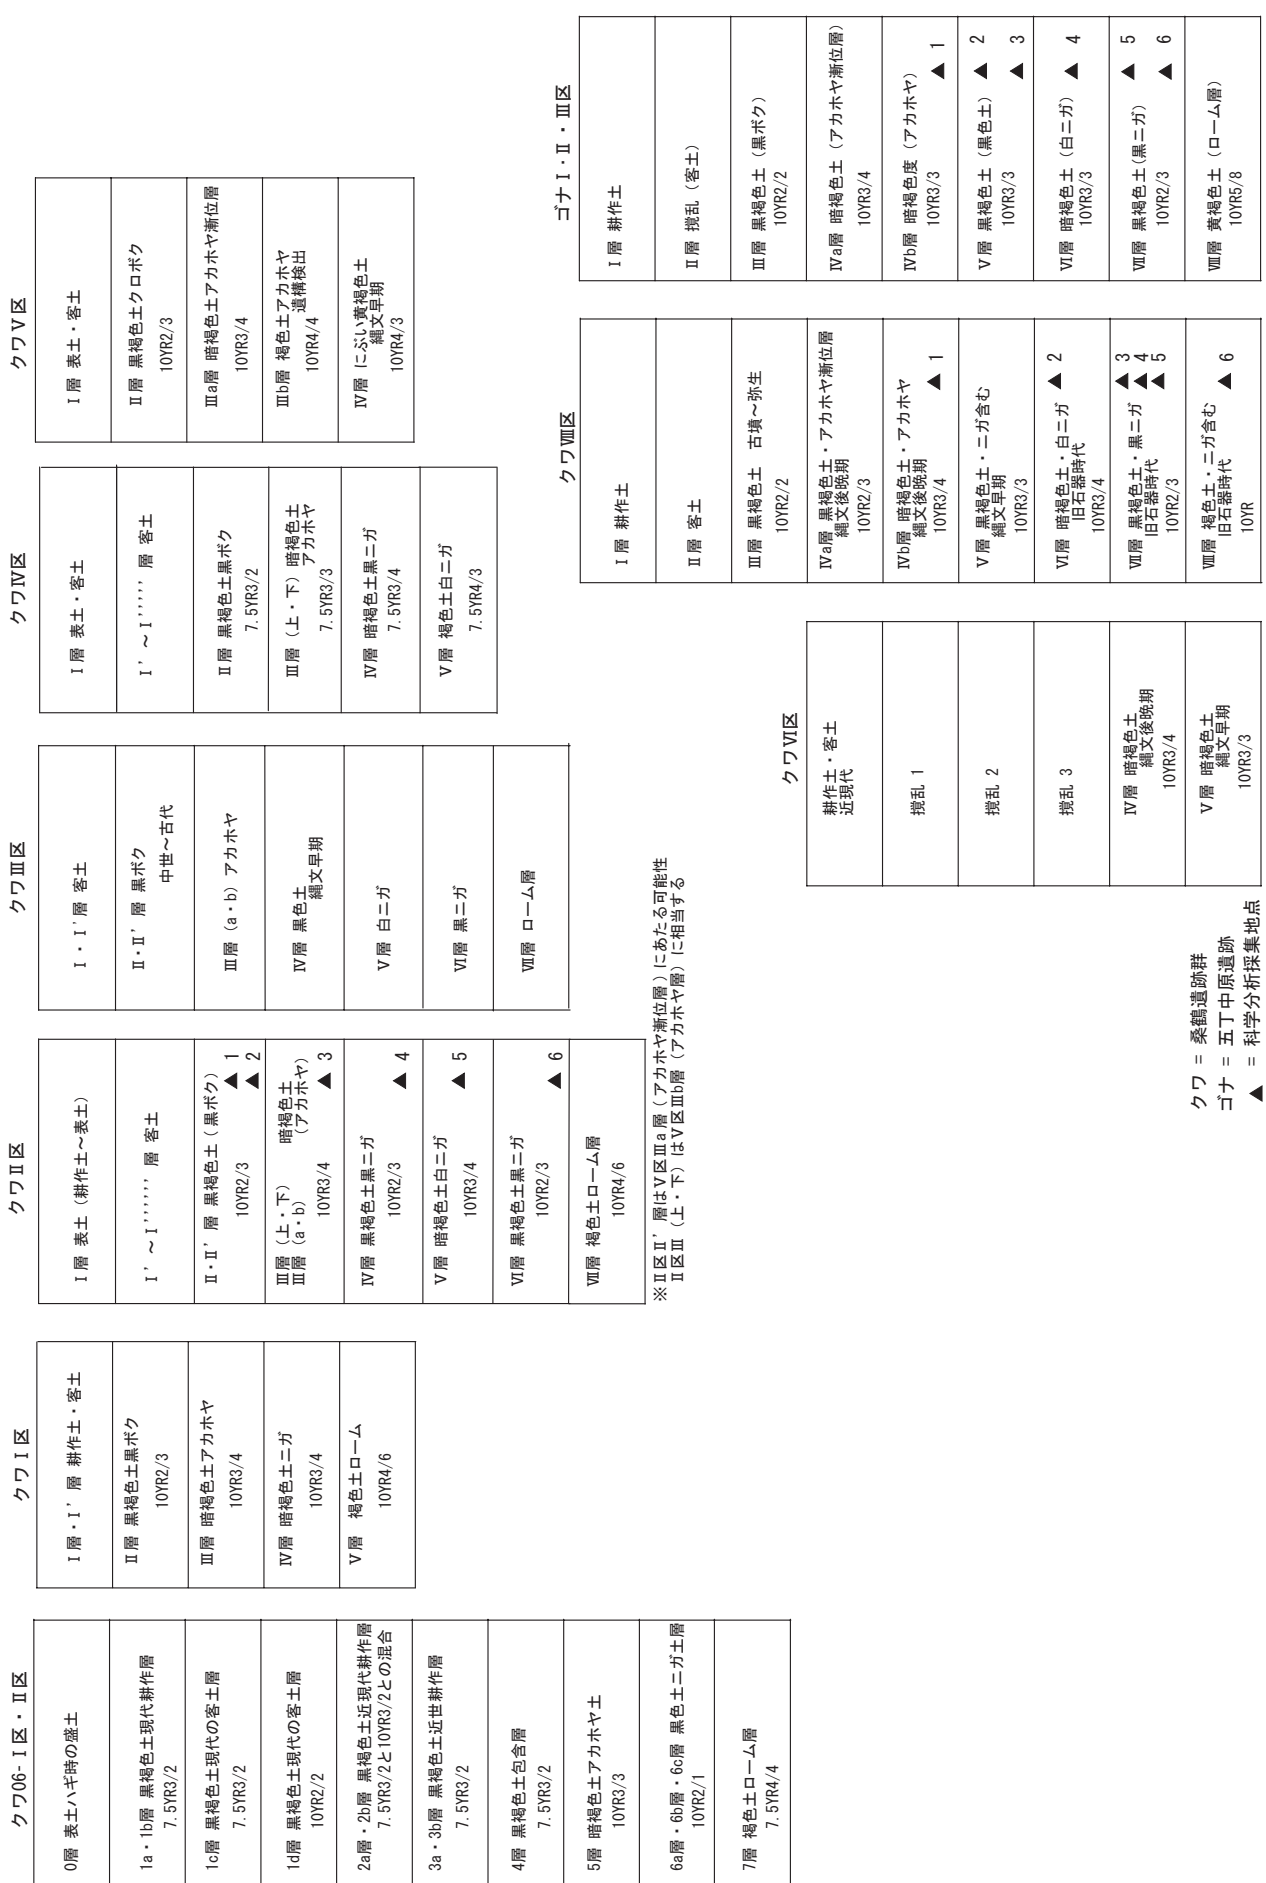 クワ06-Ⅰ区・Ⅱ区
0層 表土ハギ時の盛土
1a・1b層 黒褐色土現代耕作層
7.5YR3/2
1c層 黒褐色土現代の客土層
7.5YR3/2
1d層 黒褐色土現代の客土層
10YR2/2
2a層・2b層 黒褐色土近現代耕作層
7.5YR3/2と10YR3/2との混合
3a・3b層 黒褐色土近世耕作層
7.5YR3/2
4層 黒褐色土包含層
7.5YR3/2
5層 暗褐色土アカホヤ土
10YR3/3
6a層・6b層・6c層 黒色土ニガ土層
10YR2/1
7層 褐色土ローム層
7.5YR4/4
クワⅠ区
Ⅰ層・Ⅰ’層 耕作土・客土
Ⅱ層 黒褐色土黒ボク
10YR2/3
Ⅲ層 暗褐色土アカホヤ
10YR3/4
Ⅳ層 暗褐色土ニガ
10YR3/4
Ⅴ層 褐色土ローム
10YR4/6
クワⅡ区
Ⅰ層 表土（耕作土～表土）
Ⅰ’～Ⅰ’’’’’’層 客土
Ⅱ・Ⅱ’層 黒褐色土（黒ボク）
▲ 1
10YR2/3 ▲ 2
Ⅲ層（上・下） 暗褐色土
Ⅲ層（a・b） （アカホヤ）
10YR3/4 ▲ 3
Ⅳ層 黒褐色土黒ニガ
10YR2/3 ▲ 4
Ⅴ層 暗褐色土白ニガ
10YR3/4 ▲ 5
Ⅵ層 黒褐色土黒ニガ
10YR2/3 ▲ 6
Ⅶ層 褐色土ローム層
10YR4/6
※Ⅱ区Ⅱ’層はⅤ区Ⅲa層（アカホヤ漸位層）にあたる可能性
Ⅱ区Ⅲ（上・下）はⅤ区Ⅲb層（アカホヤ層）に相当する
クワⅢ区
Ⅰ・Ⅰ’層 客土
Ⅱ・Ⅱ’層 黒ボク
中世～古代
Ⅲ層（a・b）アカホヤ
Ⅳ層 黒色土
縄文早期
Ⅴ層 白ニガ
Ⅵ層 黒ニガ
Ⅶ層 ローム層
クワⅣ区
Ⅰ層 表土・客土
Ⅰ’～Ⅰ’’’’’層 客土
Ⅱ層 黒褐色土黒ボク
7.5YR3/2
Ⅲ層（上・下）暗褐色土
アカホヤ
7.5YR3/3
Ⅳ層 暗褐色土黒ニガ
7.5YR3/4
Ⅴ層 褐色土白ニガ
7.5YR4/3
クワⅤ区
Ⅰ層 表土・客土
Ⅱ層 黒褐色土クロボク
10YR2/3
Ⅲa層 暗褐色土アカホヤ漸位層
10YR3/4
Ⅲb層 褐色土アカホヤ
遺構検出
10YR4/4
Ⅳ層 にぶい黄褐色土
縄文早期
10YR4/3
クワⅥ区
耕作土・客土
近現代
撹乱 1
撹乱 2
撹乱 3
Ⅳ層 暗褐色土
縄文後晩期
10YR3/4
Ⅴ層 暗褐色土
縄文早期
10YR3/3
クワⅧ区
Ⅰ層 耕作土
Ⅱ層 客土
Ⅲ層 黒褐色土 古墳～弥生
10YR2/2
Ⅳa層 黒褐色土・アカホヤ漸位層
縄文後晩期
10YR2/3
Ⅳb層 暗褐色土・アカホヤ
縄文後晩期
10YR3/4 ▲ 1
Ⅴ層 黒褐色土・ニガ含む
縄文早期
10YR3/3
Ⅵ層 暗褐色土・白ニガ ▲ 2
旧石器時代
10YR3/4
Ⅶ層 黒褐色土・黒ニガ ▲ 3
旧石器時代 ▲ 4
10YR2/3 ▲ 5
Ⅷ層 褐色土・ニガ含む
旧石器時代 ▲ 6
10YR
ゴナⅠ・Ⅱ・Ⅲ区
Ⅰ層 耕作土
Ⅱ層 撹乱（客土）
Ⅲ層 黒褐色土（黒ボク）
10YR2/2
Ⅳa層 暗褐色土（アカホヤ漸位層）
10YR3/4
Ⅳb層 暗褐色度（アカホヤ）
10YR3/3 ▲ 1
Ⅴ層 黒褐色土（黒色土）▲ 2
10YR3/3 ▲ 3
Ⅵ層 暗褐色土（白ニガ）▲ 4
10YR3/3
Ⅶ層 黒褐色土（黒ニガ）▲ 5
10YR2/3 ▲ 6
Ⅷ層 黄褐色土（ローム層）
10YR5/8
クワ = 桑鶴遺跡群
ゴナ = 五丁中原遺跡
▲ = 科学分析採集地点